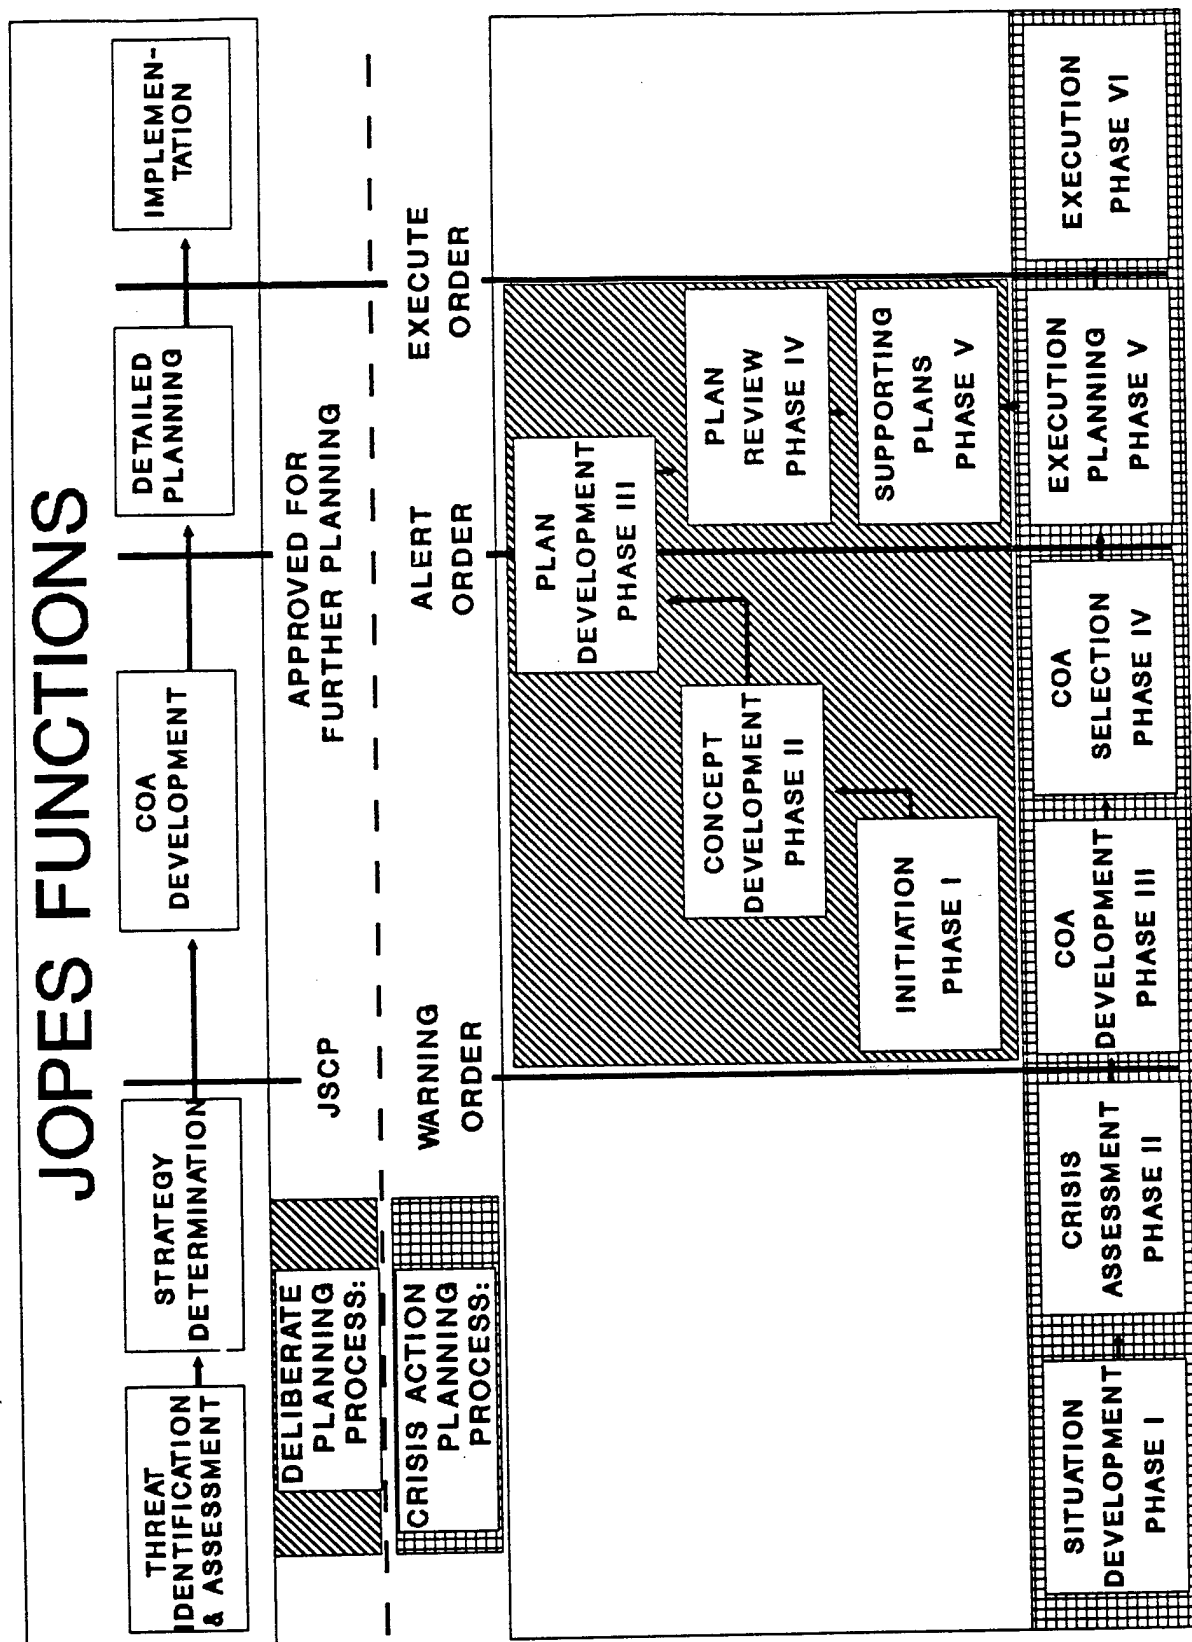 JOPES FUNCTIONS
THREAT
IDENTIFICATION
& ASSESSMENT
STRATEGY
DETERMINATION
COA
DEVELOPMENT
DETAILED
PLANNING
IMPLEMEN-
TATION
DELIBERATE
PLANNING
PROCESS:
JSCP
APPROVED FOR
FURTHER PLANNING
CRISIS ACTION
PLANNING
PROCESS:
WARNING
ORDER
ALERT
ORDER
EXECUTE
ORDER
PLAN
DEVELOPMENT
PHASE III
CONCEPT
DEVELOPMENT
PHASE II
PLAN
REVIEW
PHASE IV
INITIATION
PHASE I
SUPPORTING
PLANS
PHASE V
SITUATION
DEVELOPMENT
PHASE I
CRISIS
ASSESSMENT
PHASE II
COA
DEVELOPMENT
PHASE III
COA
SELECTION
PHASE IV
EXECUTION
PLANNING
PHASE V
EXECUTION
PHASE VI